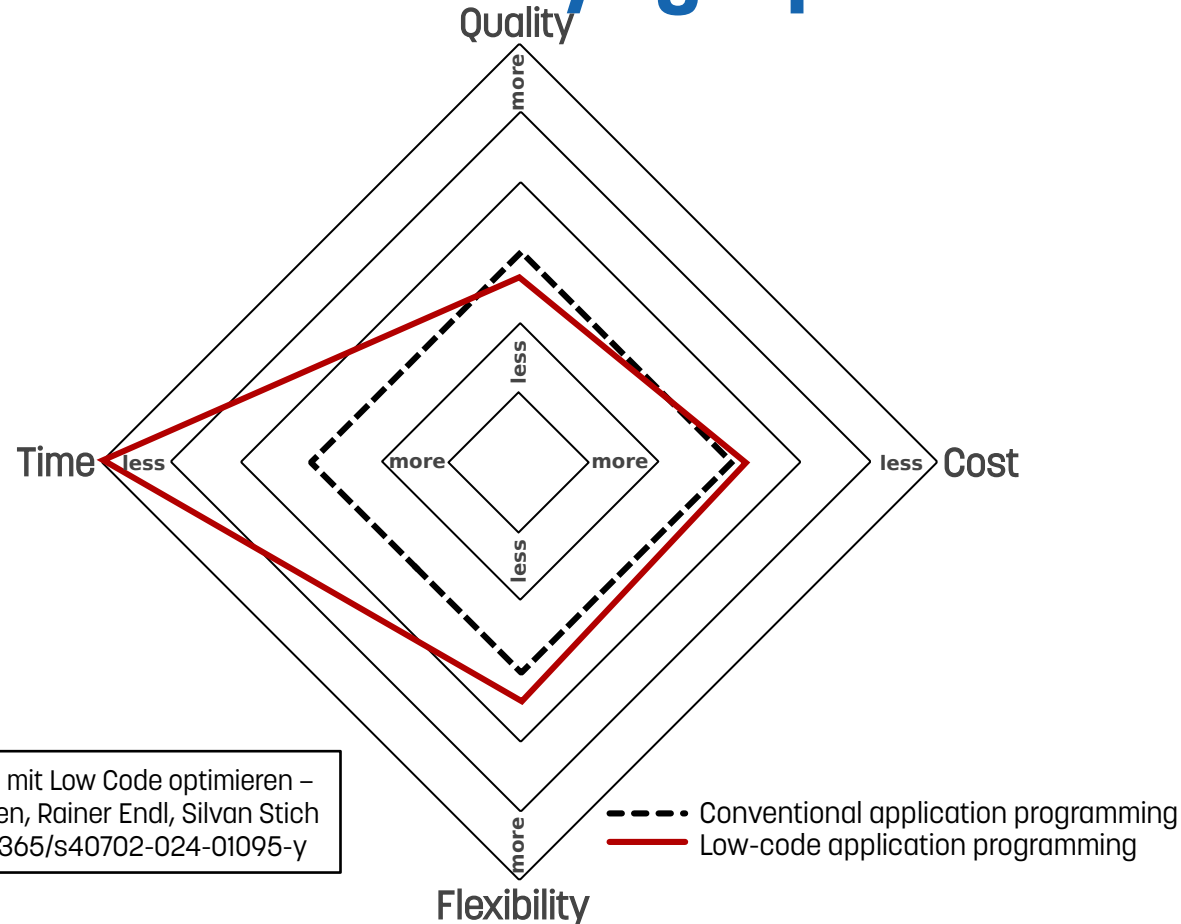 Quality
more
less
Time
less
more
more
less
Cost
less
more
Flexibility
mit Low Code optimieren –
Rainer Endl, Silvan Stich
365/s40702-024-01095-y
Conventional application programming
Low-code application programming